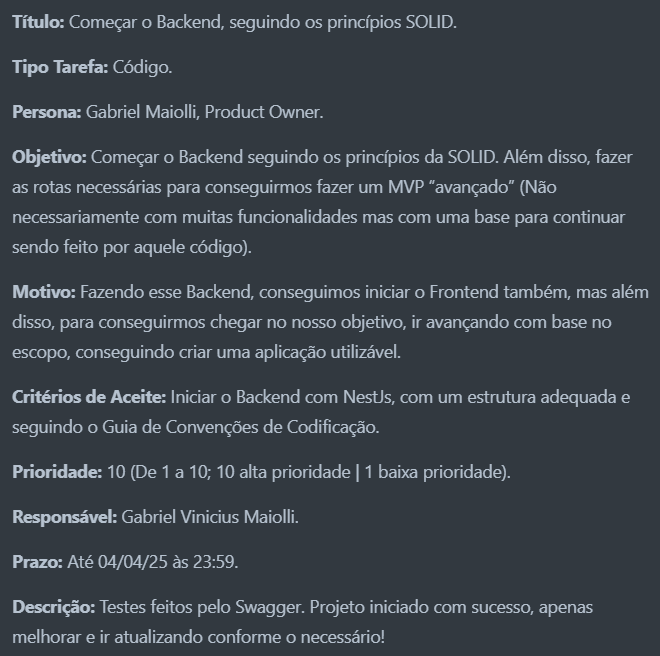 Título: Começar o Backend, seguindo os princípios SOLID.
Tipo Tarefa: Código.
Persona: Gabriel Maiolli, Product Owner.
Objetivo: Começar o Backend seguindo os princípios da SOLID. Além disso, fazer
as rotas necessárias para conseguirmos fazer um MVP “avançado” (Não
necessariamente com muitas funcionalidades mas com uma base para continuar
sendo feito por aquele código).
Motivo: Fazendo esse Backend, conseguimos iniciar o Frontend também, mas além
disso, para conseguirmos chegar no nosso objetivo, ir avançando com base no
escopo, conseguindo criar uma aplicação utilizável.
Critérios de Aceite: Iniciar o Backend com NestJs, com um estrutura adequada e
seguindo o Guia de Convenções de Codificação.
Prioridade: 10 (De 1 a 10; 10 alta prioridade | 1 baixa prioridade).
Responsável: Gabriel Vinicius Maiolli.
Prazo: Até 04/04/25 às 23:59.
Descrição: Testes feitos pelo Swagger. Projeto iniciado com sucesso, apenas
melhorar e ir atualizando conforme o necessário!